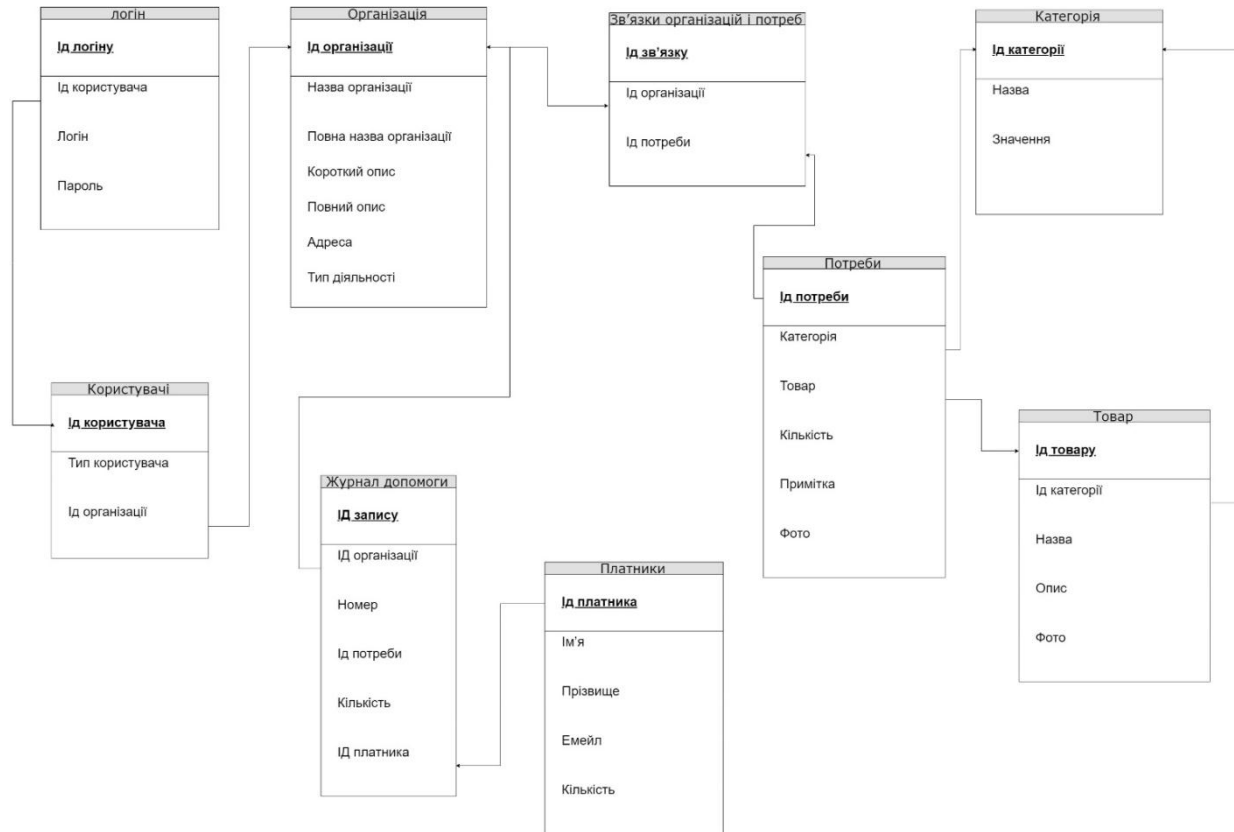 логін
Ід логіну
Ід користувача
Логін
Пароль
Організація
Ід організації
Назва організації
Повна назва організації
Короткий опис
Повний опис
Адреса
Тип діяльності
Зв'язки організацій і потреб
Ід зв'язку
Ід організації
Ід потреби
Категорія
Ід категорії
Назва
Значення
Потреби
Ід потреби
Категорія
Товар
Кількість
Примітка
Фото
Користувачі
Ід користувача
Тип користувача
Ід організації
Товар
Ід товару
Ід категорії
Назва
Опис
Фото
Журнал допомоги
ІД запису
ІД організації
Номер
Ід потреби
Кількість
ІД платника
Платники
Ід платника
Ім'я
Прізвище
Емейл
Кількість